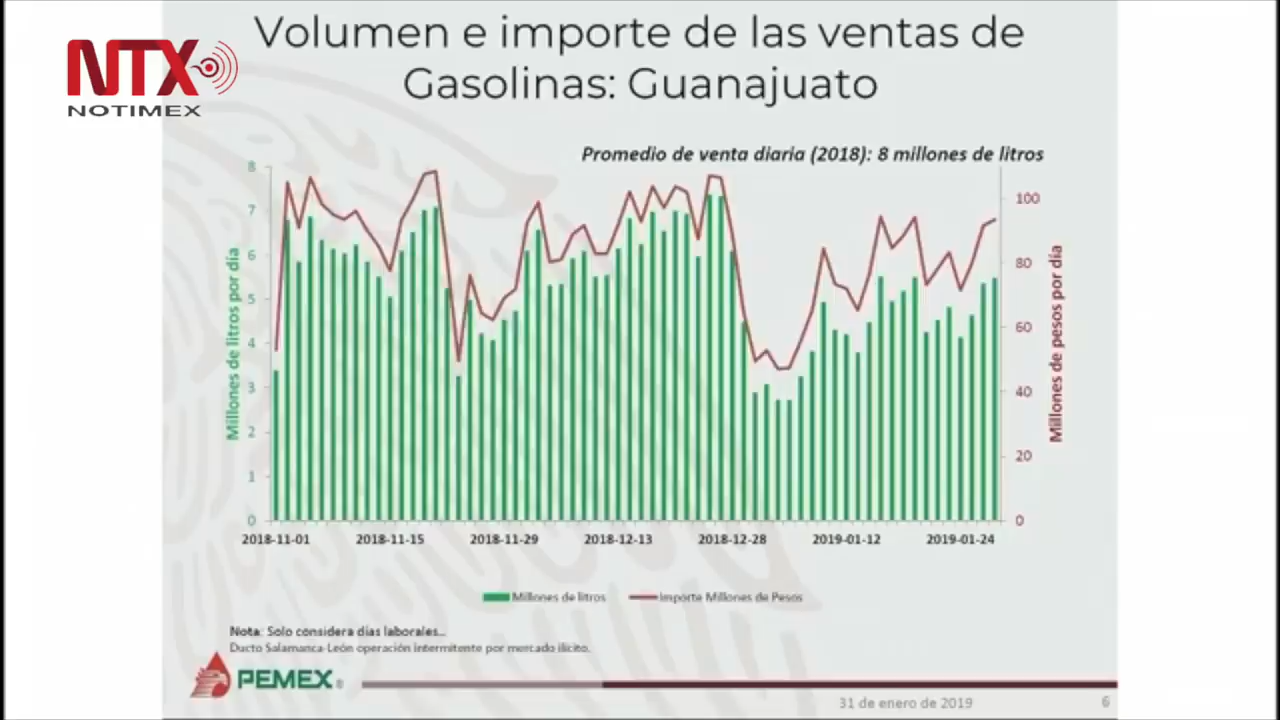 Volumen e importe de las ventas de
Gasolinas: Guanajuato
NTX
NOTIMEX
Promedio de venta diaria (2018): 8 millones de litros
Millones de litros por día
8
7
6
5
4
3
2
1
0
100
80
60
40
20
0
Millones de pesos por día
2018-11-01 2018-11-15 2018-11-29 2018-12-13 2018-12-28 2019-01-12 2019-01-24
Millones de litros Importe Millones de Pesos
Nota: Solo considera días laborales..
Ducto Salamanca-León operación intermitente por mercado ilícito.
PEMEX®
31 de enero de 2019 6